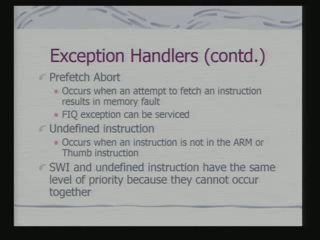 Exception Handlers (contd.)
Prefetch Abort
Occurs when an attempt to fetch an instruction
results in memory fault
FIQ exception can be serviced
Undefined instruction
Occurs when an instruction is not in the ARM or
Thumb instruction
SWI and undefined instruction have the same
level of priority because they cannot occur
together